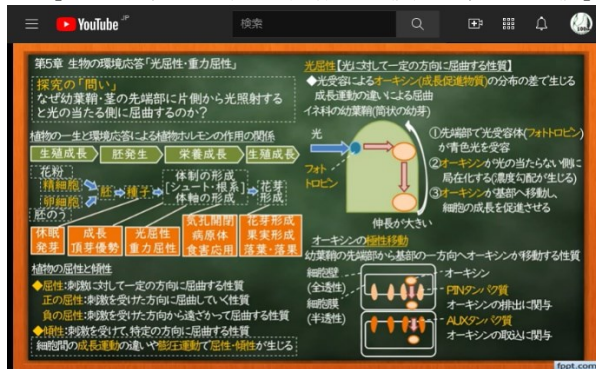 YouTube JP
検索
第5章 生物の環境応答「光屈性・重力屈性」
探究の「問い」
なぜ幼葉鞘・茎の先端部に片側から光照射する
と光の当たる側に屈曲するのか?
植物の一生と環境応答による植物ホルモンの作用の関係
生殖成長
胚発生
栄養成長
生殖成長
花粉
精細胞
卵細胞
胚のう
胚
種子
体制の形成
[シュート・根系]
体軸の形成
花芽
形成
休眠
発芽
成長
頂芽優勢
光屈性
重力屈性
気孔開閉
病原体
食害応用
花芽形成
果実形成
落葉・落果
植物の屈性と傾性
◆屈性:刺激に対して一定の方向に屈曲する性質
正の屈性:刺激を受けた方向に屈曲していく性質
負の屈性:刺激を受けた方向から遠ざかって屈曲する性質
◆傾性:刺激を受けて、特定の方向に屈曲する性質
細胞間の成長運動の違いや膨圧運動で屈性・傾性が生じる
光屈性【光に対して一定の方向に屈曲する性質】
◆光受容によるオーキシン(成長促進物質)の分布の差で生じる
成長運動の違いによる屈曲
イネ科の幼葉鞘(筒状の幼芽)
光
フォト
トロピン
伸長が大きい
①先端部で光受容体(フォトトロピン)
が青色光を受容
②オーキシンが光の当たらない側に
局在化する(濃度勾配が生じる)
③オーキシンが基部へ移動し、
細胞の成長を促進させる
オーキシンの極性移動
幼葉鞘の先端部から基部の一方向へオーキシンが移動する性質
細胞壁
(全透性)
細胞膜
(半透性)
オーキシン
PINタンパク質
オーキシンの排出に関与
AUXタンパク質
オーキシンの取込に関与
fppt.com